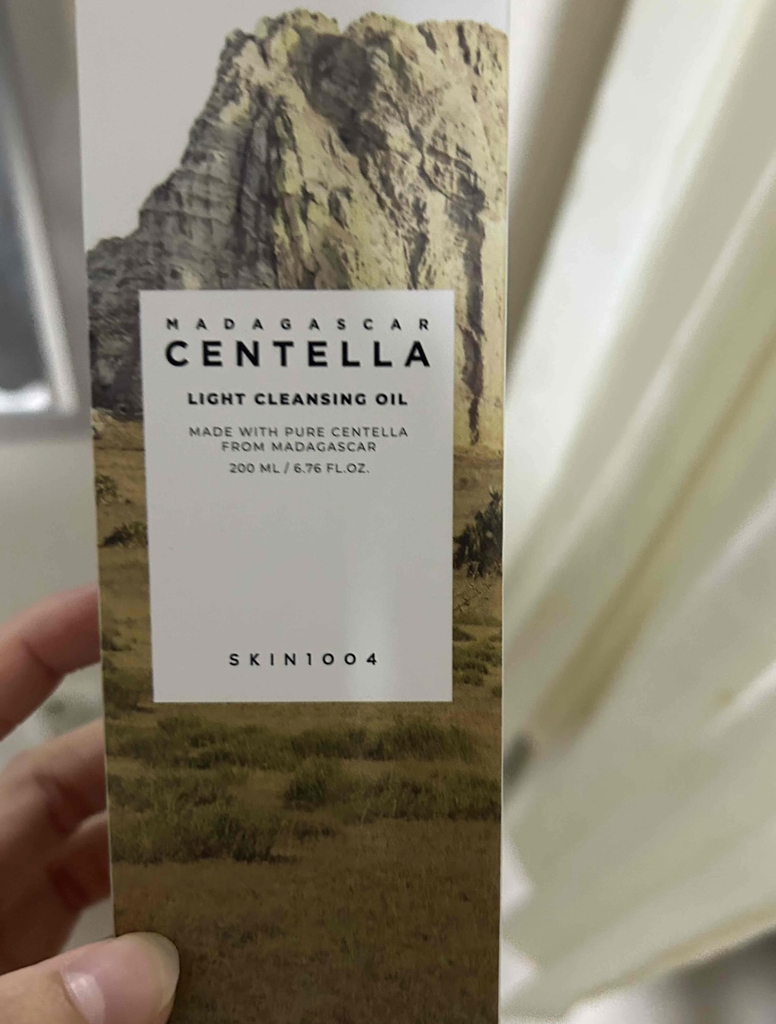 MADAGASCAR
CENTELLA
LIGHT CLEANSING OIL
MADE WITH PURE CENTELLA
FROM MADAGASCAR
200 ML / 6.76 FL.OZ.
SKIN1004